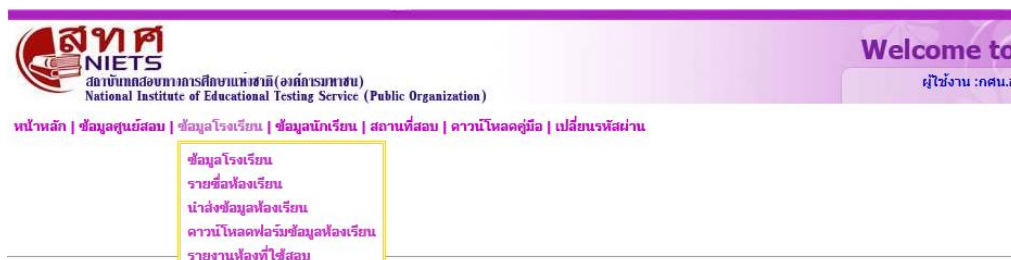 สทศ
NIETS
สถาบันทดสอบทางการศึกษาแห่งชาติ(องค์การมหาชน)
National Institute of Educational Testing Service (Public Organization)
Welcome to
ผู้ใช้งาน :กศน.
หน้าหลัก | ข้อมูลศูนย์สอบ | ข้อมูลโรงเรียน | ข้อมูลนักเรียน | สถานที่สอบ | ดาวน์โหลดคู่มือ | เปลี่ยนรหัสผ่าน
ข้อมูลโรงเรียน
รายชื่อห้องเรียน
นำส่งข้อมูลห้องเรียน
ดาวน์โหลดฟอร์มข้อมูลห้องเรียน
รายงานห้องที่ใช้สอบ